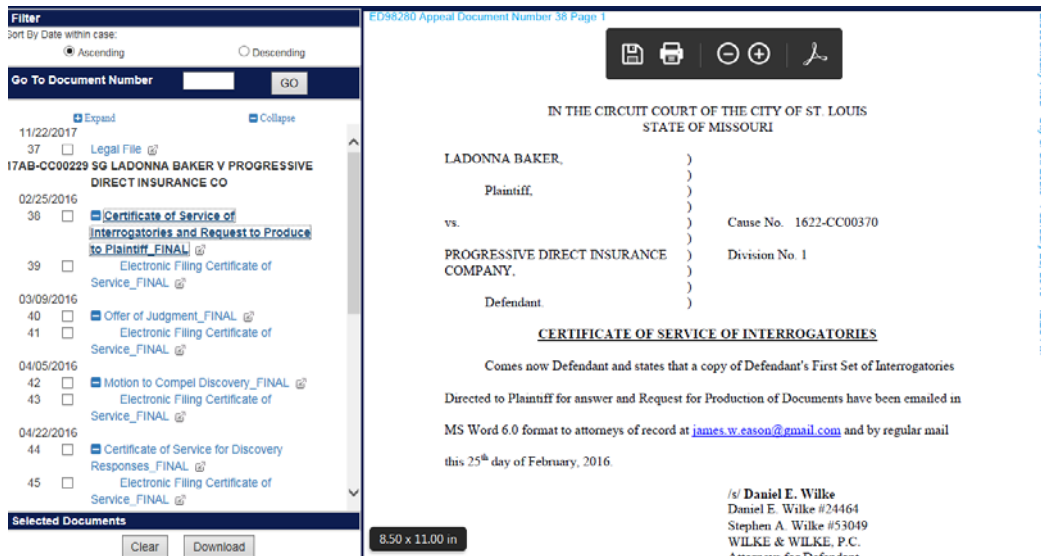 Filter
Sort By Date within case:
Ascending Descending
Go To Document Number GO
Expand Collapse
11/22/2017
37 Legal File
17AB-CC00229 SG LADONNA BAKER V PROGRESSIVE
DIRECT INSURANCE CO
02/25/2016
38 Certificate of Service of
Interrogatories and Request to Produce
to Plaintiff_FINAL
39 Electronic Filing Certificate of
Service_FINAL
03/09/2016
40 Offer of Judgment_FINAL
41 Electronic Filing Certificate of
Service_FINAL
04/05/2016
42 Motion to Compel Discovery_FINAL
43 Electronic Filing Certificate of
Service_FINAL
04/22/2016
44 Certificate of Service for Discovery
Responses_FINAL
45 Electronic Filing Certificate of
Service_FINAL
Selected Documents
Clear Download
ED98280 Appeal Document Number 38 Page 1
IN THE CIRCUIT COURT OF THE CITY OF ST. LOUIS
STATE OF MISSOURI
LADONNA BAKER, )
)
Plaintiff, )
)
vs. ) Cause No. 1622-CC00370
)
PROGRESSIVE DIRECT INSURANCE ) Division No. 1
COMPANY, )
)
Defendant. )
CERTIFICATE OF SERVICE OF INTERROGATORIES
Comes now Defendant and states that a copy of Defendant's First Set of Interrogatories
Directed to Plaintiff for answer and Request for Production of Documents have been emailed in
MS Word 6.0 format to attorneys of record at james.w.eason@gmail.com and by regular mail
this 25th day of February, 2016.
/s/ Daniel E. Wilke
Daniel E. Wilke #24464
Stephen A. Wilke #53049
WILKE & WILKE, P.C.
Attorneys for Defendant
8.50 x 11.00 in